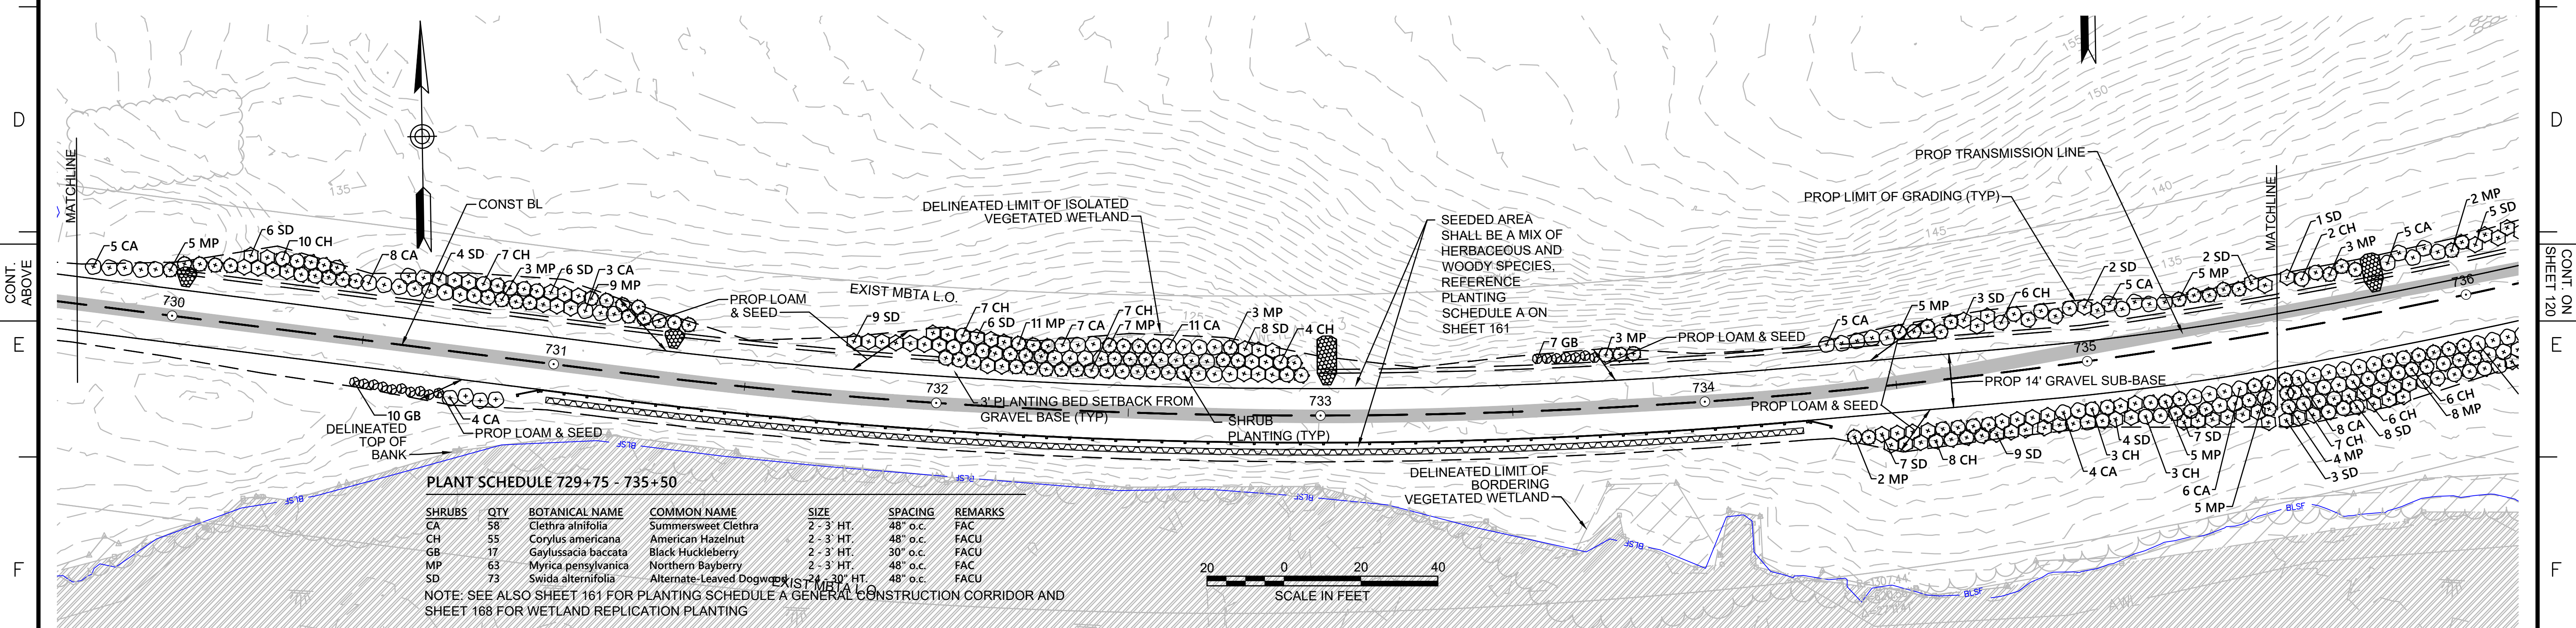 D
E
F
CONT.
ABOVE
MATCHLINE
135
CONST BL
5 CA
5 MP
6 SD
10 CH
8 CA
4 SD
7 CH
3 MP
6 SD
3 CA
9 MP
730
731
PROP LOAM
& SEED
EXIST MBTA L.O.
DELINEATED LIMIT OF ISOLATED
VEGETATED WETLAND
9 SD
7 CH
6 SD
11 MP
7 CA
7 CH
7 MP
125
11 CA
3 MP
8 SD
4 CH
732
733
3' PLANTING BED SETBACK FROM
GRAVEL BASE (TYP)
SHRUB
PLANTING (TYP)
SEEDED AREA
SHALL BE A MIX OF
HERBACEOUS AND
WOODY SPECIES,
REFERENCE
PLANTING
SCHEDULE A ON
SHEET 161
7 GB
3 MP
PROP LOAM & SEED
734
PROP TRANSMISSION LINE
PROP LIMIT OF GRADING (TYP)
155
150
145
140
135
5 CA
5 MP
3 SD
6 CH
2 SD
5 CA
5 MP
2 SD
MATCHLINE
1 SD
2 CH
3 MP
5 CA
2 MP
5 SD
735
736
PROP 14' GRAVEL SUB-BASE
PROP LOAM & SEED
2 MP
7 SD
8 CH
9 SD
4 CA
3 CH
4 SD
3 CH
7 SD
5 MP
6 CA
5 MP
3 SD
4 MP
7 CH
8 CA
8 SD
6 CH
8 MP
6 CH
10 GB
4 CA
PROP LOAM & SEED
DELINEATED
TOP OF
BANK
DELINEATED LIMIT OF
BORDERING
VEGETATED WETLAND
BLSF
BLSF
BLSF
BLSF
BLSF
BLSF
BLSF
AWL
PLANT SCHEDULE 729+75 - 735+50
SHRUBS QTY BOTANICAL NAME COMMON NAME SIZE SPACING REMARKS
CA 58 Clethra alnifolia Summersweet Clethra 2 - 3` HT. 48" o.c. FAC
CH 55 Corylus americana American Hazelnut 2 - 3` HT. 48" o.c. FACU
GB 17 Gaylussacia baccata Black Huckleberry 2 - 3` HT. 30" o.c. FACU
MP 63 Myrica pensylvanica Northern Bayberry 2 - 3` HT. 48" o.c. FAC
SD 73 Swida alternifolia Alternate-Leaved Dogwood 24 - 30" HT. 48" o.c. FACU
EXIST MBTA L.O.
NOTE: SEE ALSO SHEET 161 FOR PLANTING SCHEDULE A GENERAL CONSTRUCTION CORRIDOR AND
SHEET 168 FOR WETLAND REPLICATION PLANTING
20 0 20 40
SCALE IN FEET
D
CONT. ON
SHEET 120
E
F